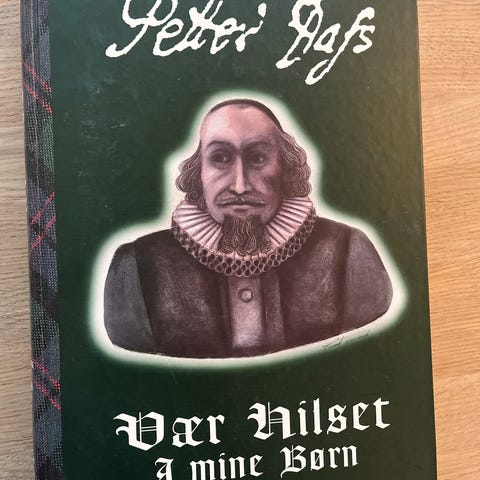 Petter Dass
Vær Hilset
I mine Børn